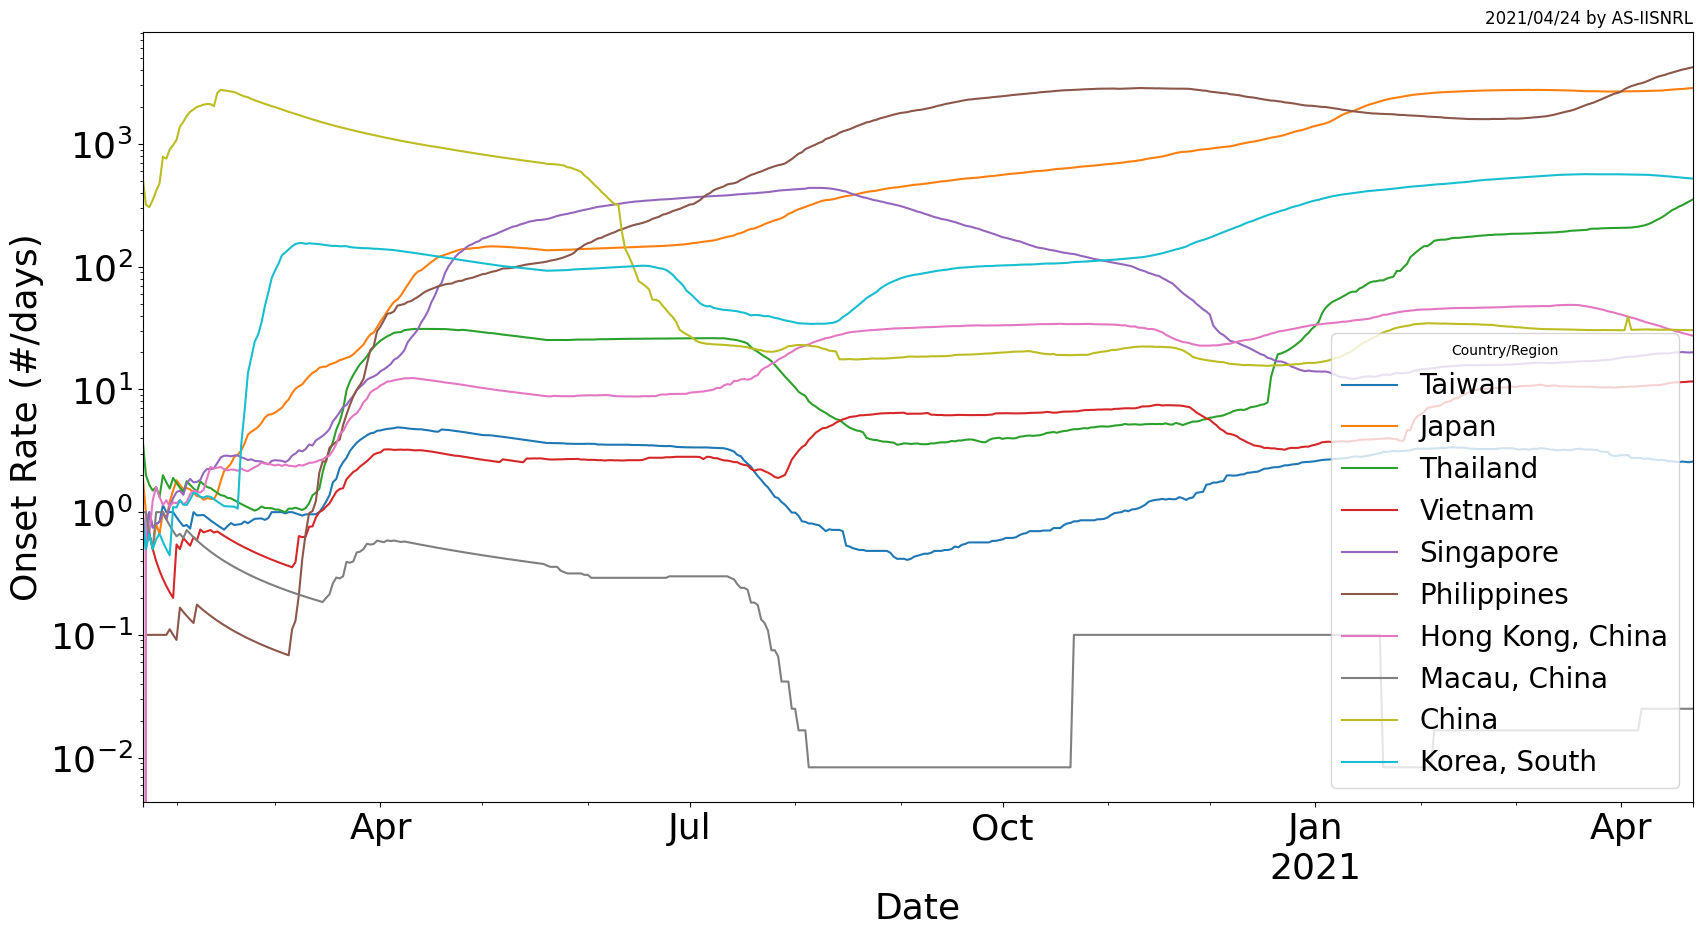 2021/04/24 by AS-IISNRL
Onset Rate (#/days)
10³
10²
10¹
10⁰
10⁻¹
10⁻²
Country/Region
Taiwan
Japan
Thailand
Vietnam
Singapore
Philippines
Hong Kong, China
Macau, China
China
Korea, South
Apr Jul Oct Jan Apr
2021
Date